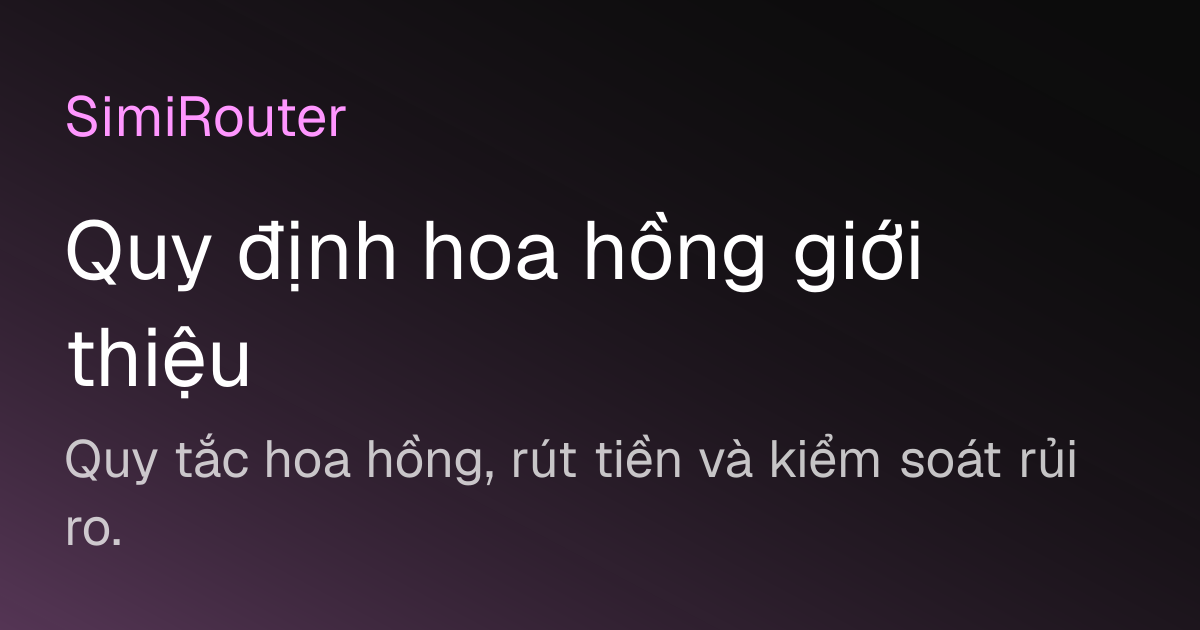 SimiRouter
Quy định hoa hồng giới
thiệu
Quy tắc hoa hồng, rút tiền và kiểm soát rủi
ro.